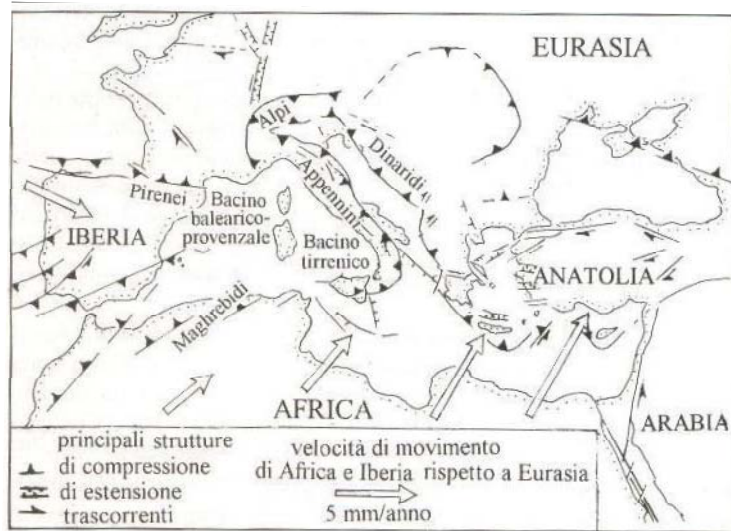 EURASIA
Alpi
Dinaridi
Appennini
Pirenei
Bacino
balearico-
provenzale
IBERIA
Bacino
tirrenico
ANATOLIA
Maghrebidi
AFRICA
ARABIA
principali strutture
di compressione
di estensione
trascorrenti
velocità di movimento
di Africa e Iberia rispetto a Eurasia
5 mm/anno